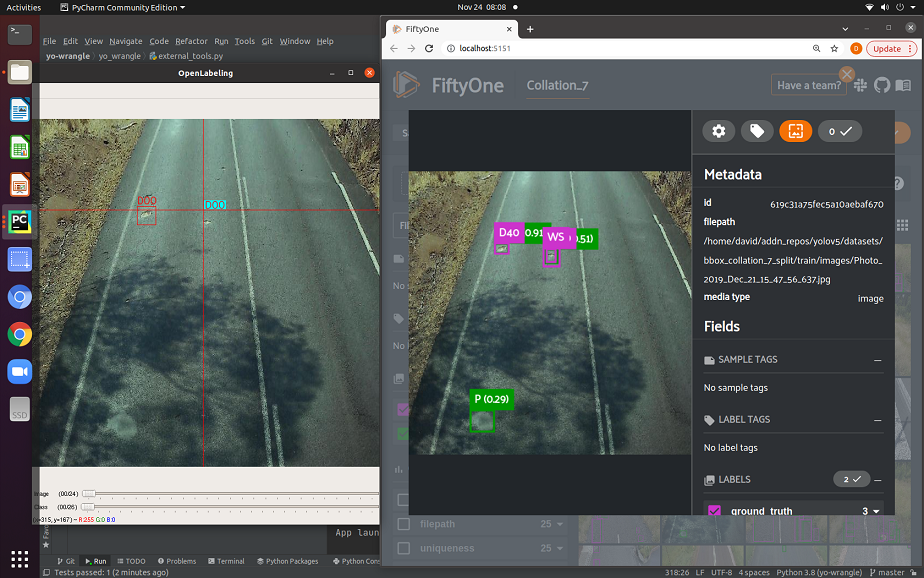 Activities
PyCharm Community Edition
Nov 24 08:08
File Edit View Navigate Code Refactor Run Tools Git Window Help
yo-wrangle
yo_wrangle
external_tools.py
OpenLabeling
D00
D00
Image (00/24)
Class (00/26)
(x=315, y=167) ~ R:255 G:0 B:0
SSD
App laun
Git
Run
TODO
Problems
Terminal
Python Packages
Python Cons
Tests passed: 1 (2 minutes ago)
318:26 LF UTF-8 4 spaces Python 3.8 (yo-wrangle) master
FiftyOne
localhost:5151
D
Update
FiftyOne
Collation_7
Have a team?
D40
0.91
WS
0.51)
P (0.29)
0
Metadata
id
619c31a75fec5a10aebaf670
filepath
/home/david/addn_repos/yolov5/datasets/
bbox_collation_7_split/train/images/Photo_
2019_Dec_21_15_47_56_637.jpg
media type
image
Fields
SAMPLE TAGS
No sample tags
LABEL TAGS
No label tags
LABELS
2
ground_truth
3
filepath
25
uniqueness
25